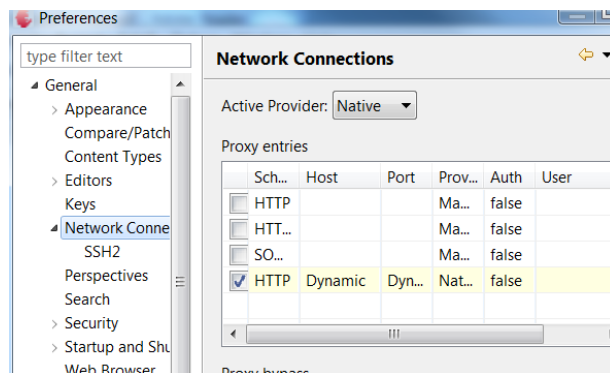 Preferences
type filter text
Network Connections
General
Appearance
Compare/Patch
Content Types
Editors
Keys
Network Conne
SSH2
Perspectives
Search
Security
Startup and Shu
Web Browser
Active Provider: Native
Proxy entries
Sch... Host Port Prov... Auth User
HTTP Ma... false
HTT... Ma... false
SO... Ma... false
HTTP Dynamic Dyn... Nat... false
Proxy bypass